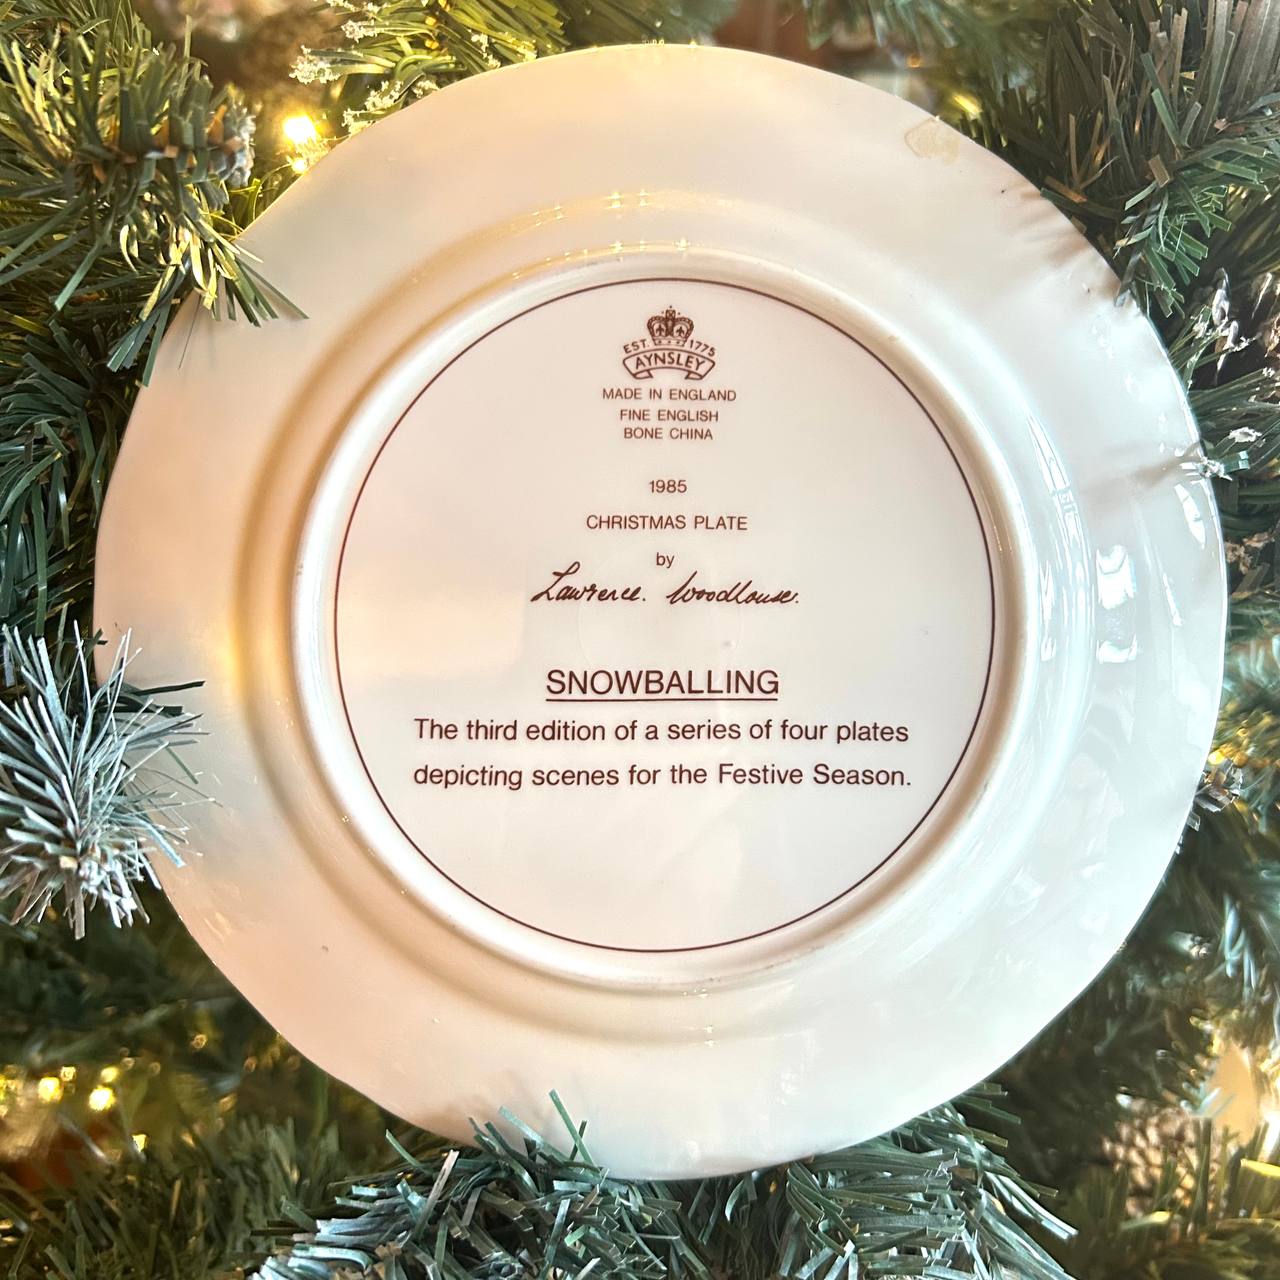 EST. 1775
AYNSLEY
MADE IN ENGLAND
FINE ENGLISH
BONE CHINA
1985
CHRISTMAS PLATE
by
Lawrence. Woodhouse.
SNOWBALLING
The third edition of a series of four plates
depicting scenes for the Festive Season.